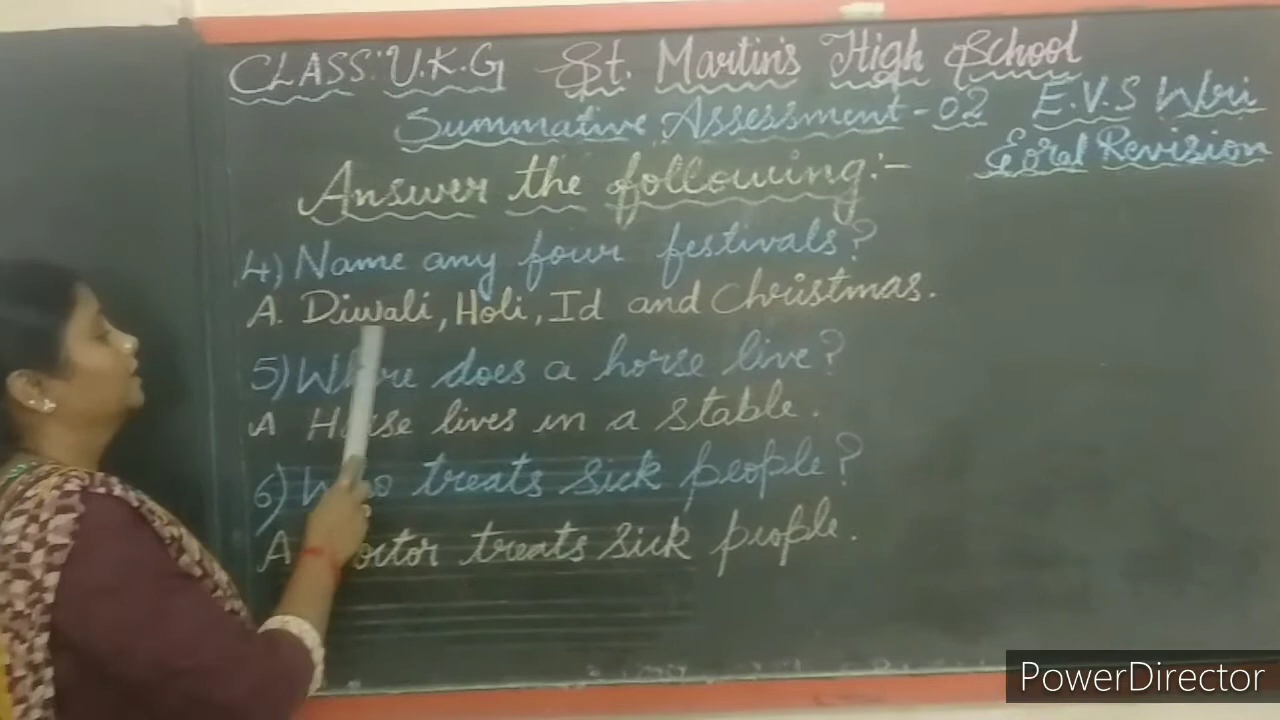 CLASS: U.K.G St. Martin's High School
Summative Assessment - 02 E.V.S Wri
& oral Revision
Answer the following:-
4) Name any four festivals?
A. Diwali, Holi, Id and Christmas.
5) Where does a horse live?
A Horse lives in a stable.
6) Who treats sick people?
A Doctor treats sick people.
PowerDirector